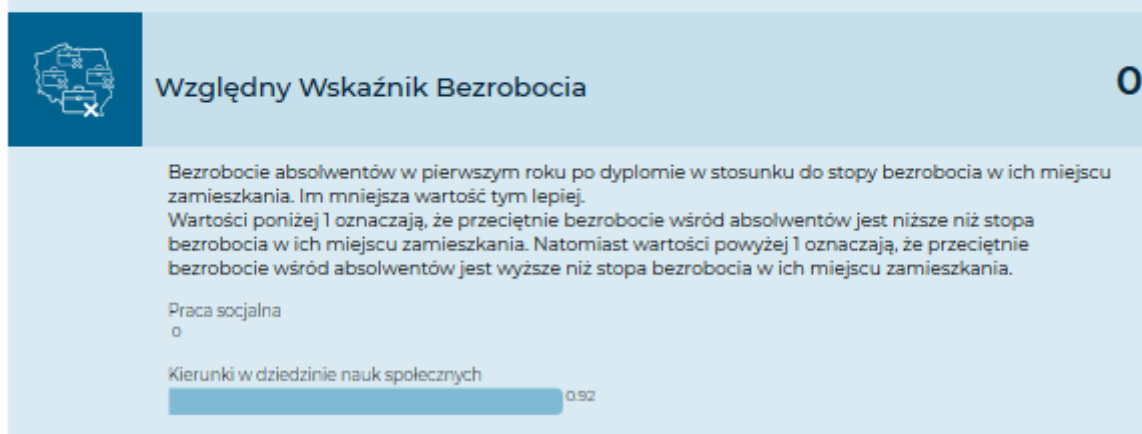 Względny Wskaźnik Bezrobocia
0
Bezrobocie absolwentów w pierwszym roku po dyplomie w stosunku do stopy bezrobocia w ich miejscu
zamieszkania. Im mniejsza wartość tym lepiej.
Wartości poniżej 1 oznaczają, że przeciętnie bezrobocie wśród absolwentów jest niższe niż stopa
bezrobocia w ich miejscu zamieszkania. Natomiast wartości powyżej 1 oznaczają, że przeciętnie
bezrobocie wśród absolwentów jest wyższe niż stopa bezrobocia w ich miejscu zamieszkania.
Praca socjalna
0
Kierunki w dziedzinie nauk społecznych
0.92